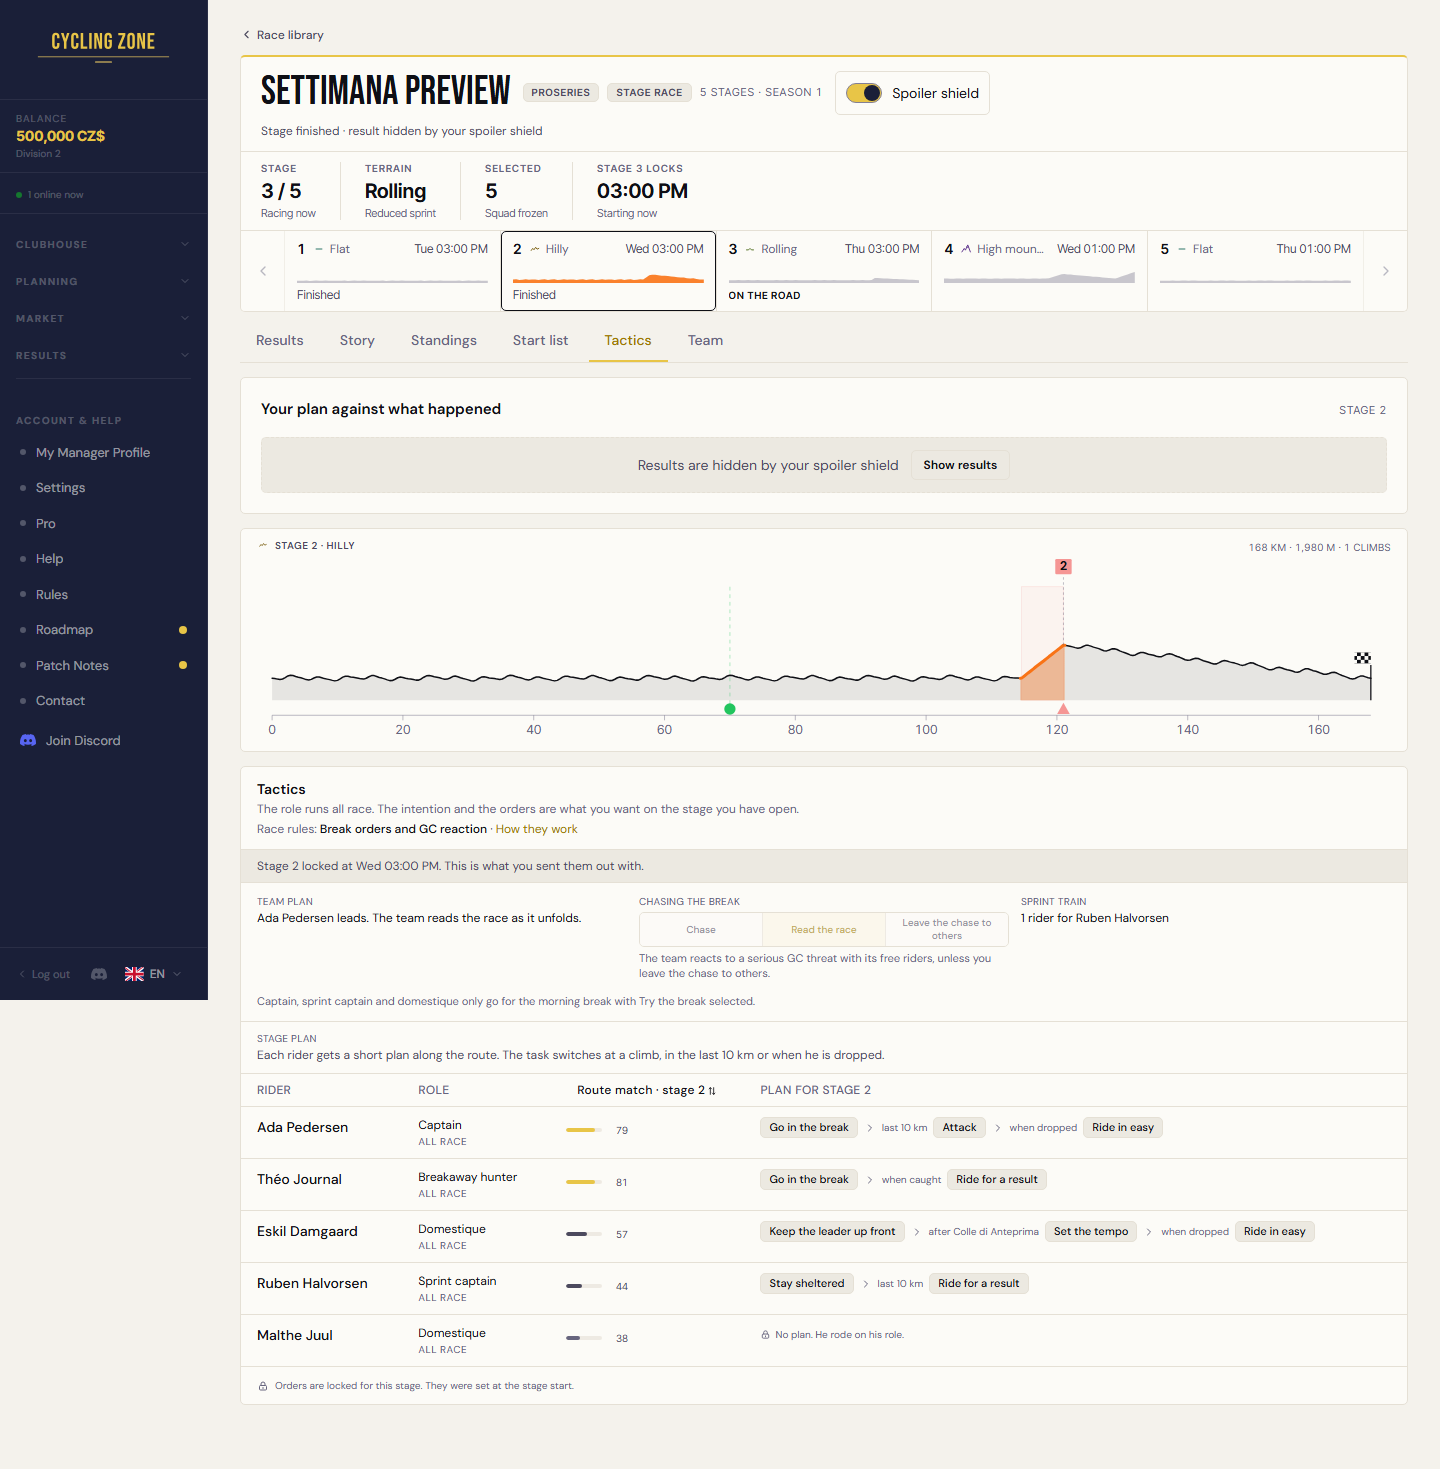 CYCLING ZONE
BALANCE
500,000 CZ$
Division 2
1 online now
CLUBHOUSE
PLANNING
MARKET
RESULTS
ACCOUNT & HELP
My Manager Profile
Settings
Pro
Help
Rules
Roadmap
Patch Notes
Contact
Join Discord
Log out
EN
Race library
SETTIMANA PREVIEW PROSERIES STAGE RACE 5 STAGES · SEASON 1 Spoiler shield
Stage finished · result hidden by your spoiler shield
STAGE TERRAIN SELECTED STAGE 3 LOCKS
3 / 5 Rolling 5 03:00 PM
Racing now Reduced sprint Squad frozen Starting now
1 Flat Tue 03:00 PM 2 Hilly Wed 03:00 PM 3 Rolling Thu 03:00 PM 4 High moun... Wed 01:00 PM 5 Flat Thu 01:00 PM
Finished Finished ON THE ROAD
Results Story Standings Start list Tactics Team
Your plan against what happened STAGE 2
Results are hidden by your spoiler shield Show results
STAGE 2 · HILLY 168 KM · 1,980 M · 1 CLIMBS
2
0 20 40 60 80 100 120 140 160
Tactics
The role runs all race. The intention and the orders are what you want on the stage you have open.
Race rules: Break orders and GC reaction · How they work
Stage 2 locked at Wed 03:00 PM. This is what you sent them out with.
TEAM PLAN CHASING THE BREAK SPRINT TRAIN
Ada Pedersen leads. The team reads the race as it unfolds. 1 rider for Ruben Halvorsen
Chase Read the race Leave the chase to
others
The team reacts to a serious GC threat with its free riders, unless you
leave the chase to others.
Captain, sprint captain and domestique only go for the morning break with Try the break selected.
STAGE PLAN
Each rider gets a short plan along the route. The task switches at a climb, in the last 10 km or when he is dropped.
RIDER ROLE Route match · stage 2 PLAN FOR STAGE 2
Ada Pedersen Captain 79 Go in the break last 10 km Attack when dropped Ride in easy
ALL RACE
Théo Journal Breakaway hunter 81 Go in the break when caught Ride for a result
ALL RACE
Eskil Damgaard Domestique 57 Keep the leader up front after Colle di Anteprima Set the tempo when dropped Ride in easy
ALL RACE
Ruben Halvorsen Sprint captain 44 Stay sheltered last 10 km Ride for a result
ALL RACE
Malthe Juul Domestique 38 No plan. He rode on his role.
ALL RACE
Orders are locked for this stage. They were set at the stage start.